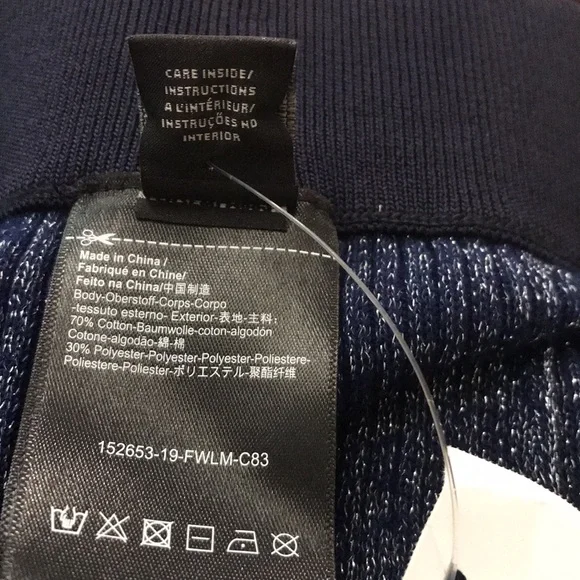 CARE INSIDE/
INSTRUCTIONS
A L'INTÉRIEUR/
INSTRUÇÕES NO
INTERIOR
Made in China /
Fabriqué en Chine/
Feito na China/中国制造
Body-Oberstoff-Corps-Corpo
-tessuto esterno- Exterior-表地-主料:
70% Cotton-Baumwolle-coton-algodón
Cotone-algodão-綿-棉
30% Polyester-Polyester-Polyester-Poliestere-
Poliestere-Poliester-ポリエステル-聚酯纤维
152653-19-FWLM-C83